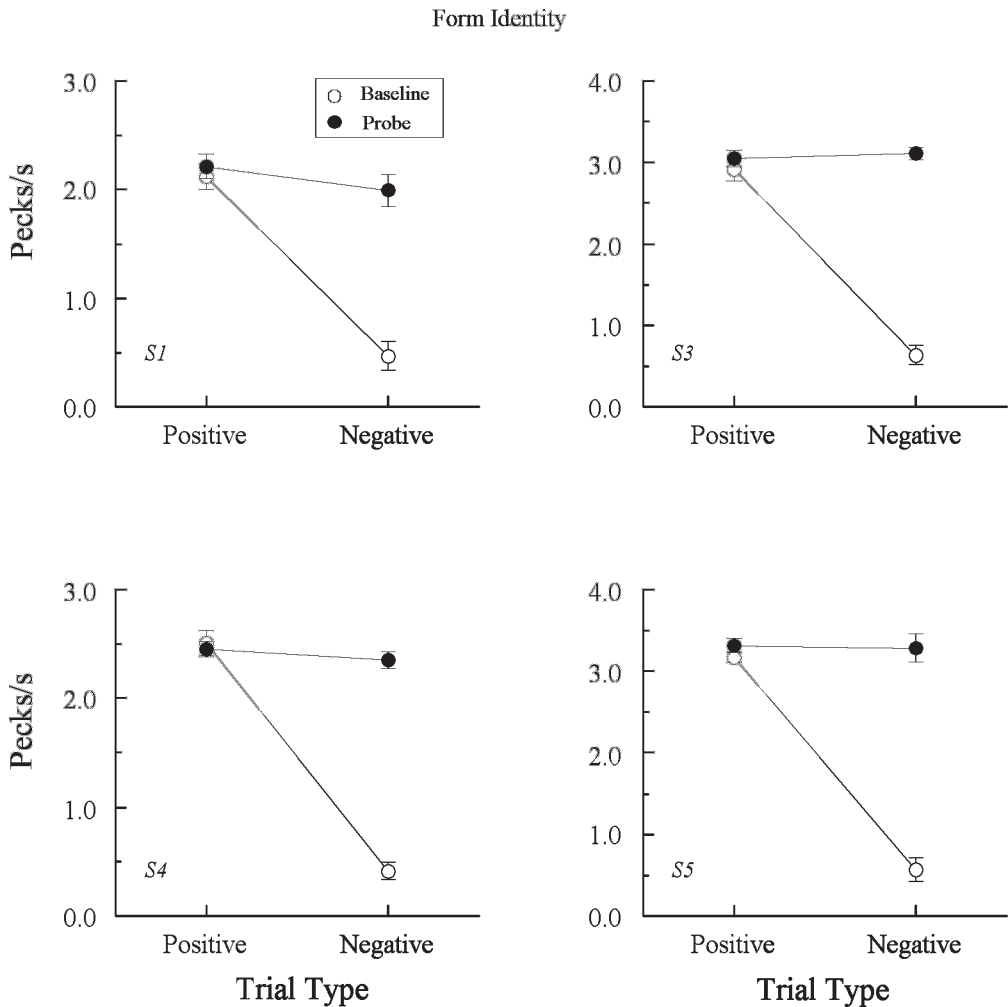 Form Identity
Pecks/s
3.0
2.0
1.0
0.0
Baseline
Probe
S1
Positive Negative
4.0
3.0
2.0
1.0
0.0
S3
Positive Negative
Pecks/s
3.0
2.0
1.0
0.0
S4
Positive Negative
Trial Type
4.0
3.0
2.0
1.0
0.0
S5
Positive Negative
Trial Type